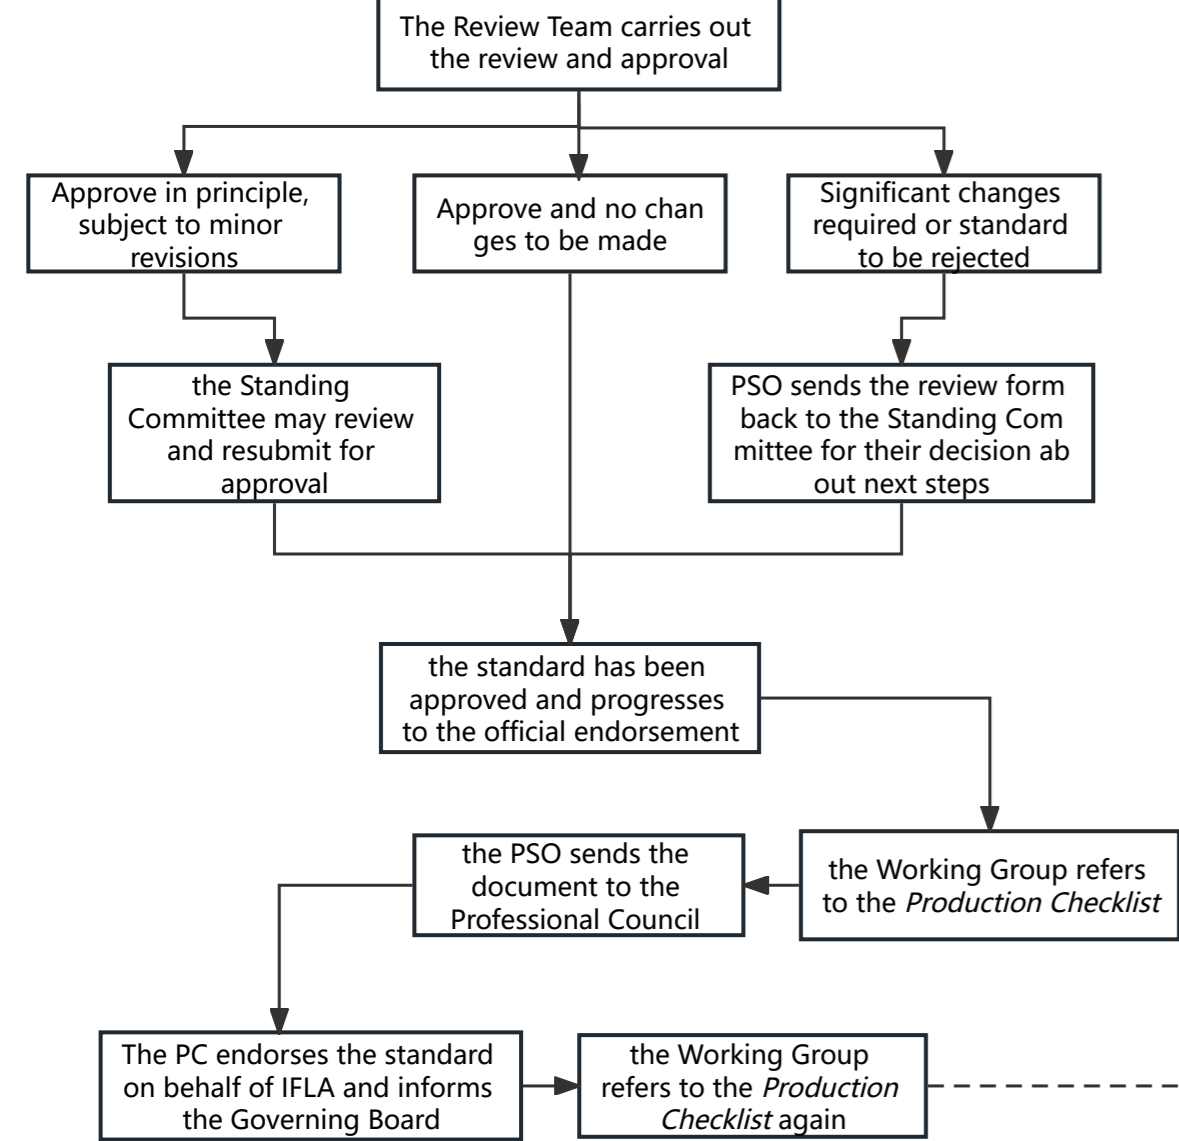 The Review Team carries out
the review and approval
Approve in principle,
subject to minor
revisions
Approve and no chan
ges to be made
Significant changes
required or standard
to be rejected
the Standing
Committee may review
and resubmit for
approval
PSO sends the review form
back to the Standing Com
mittee for their decision ab
out next steps
the standard has been
approved and progresses
to the official endorsement
the PSO sends the
document to the
Professional Council
the Working Group refers
to the Production Checklist
The PC endorses the standard
on behalf of IFLA and informs
the Governing Board
the Working Group
refers to the Production
Checklist again